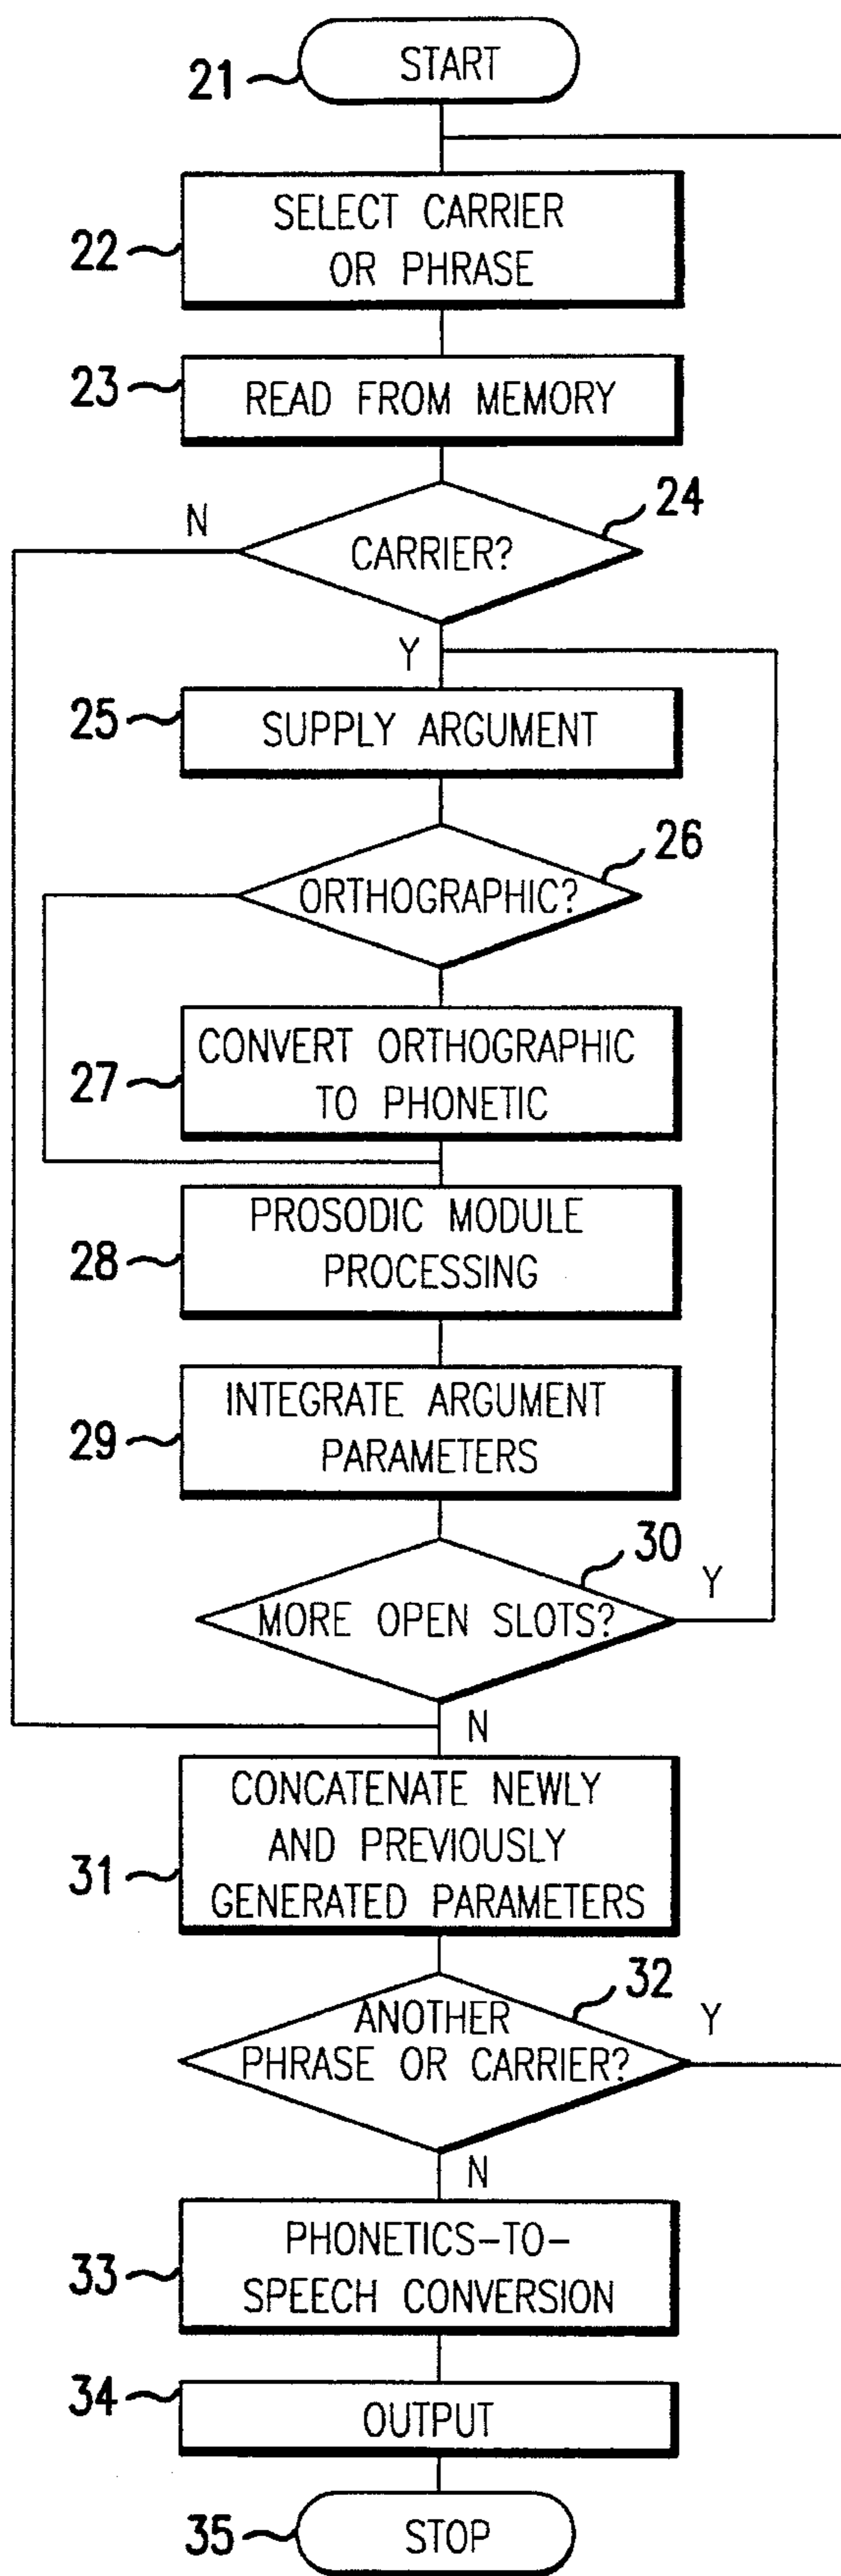 21
START
22
SELECT CARRIER
OR PHRASE
23
READ FROM MEMORY
N
24
CARRIER?
Y
25
SUPPLY ARGUMENT
26
ORTHOGRAPHIC?
27
CONVERT ORTHOGRAPHIC
TO PHONETIC
28
PROSODIC MODULE
PROCESSING
29
INTEGRATE ARGUMENT
PARAMETERS
30
MORE OPEN SLOTS?
Y
N
31
CONCATENATE NEWLY
AND PREVIOUSLY
GENERATED PARAMETERS
32
ANOTHER
PHRASE OR CARRIER?
Y
N
33
PHONETICS-TO-
SPEECH CONVERSION
34
OUTPUT
35
STOP